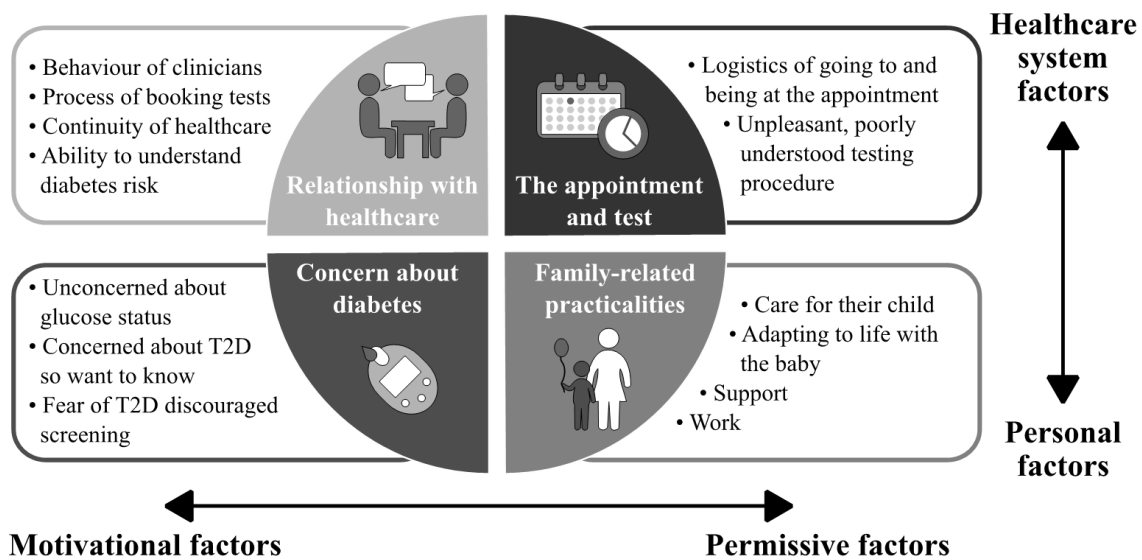 • Behaviour of clinicians
• Process of booking tests
• Continuity of healthcare
• Ability to understand
diabetes risk
Relationship with
healthcare
The appointment
and test
• Logistics of going to and
being at the appointment
• Unpleasant, poorly
understood testing
procedure
Healthcare
system
factors
• Unconcerned about
glucose status
• Concerned about T2D
so want to know
• Fear of T2D discouraged
screening
Concern about
diabetes
Family-related
practicalities
• Care for their child
• Adapting to life with
the baby
• Support
• Work
Personal
factors
Motivational factors
Permissive factors